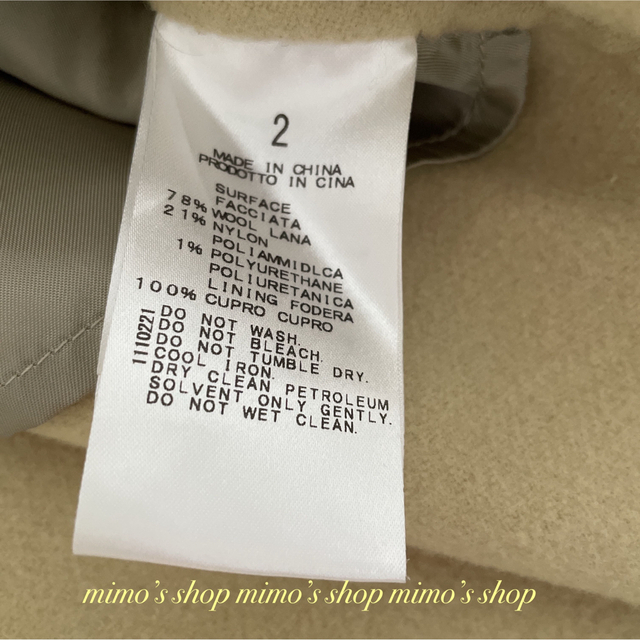 2
MADE IN CHINA
PRODOTTO IN CINA
SURFACE
FACCIATA
78% WOOL LANA
21% NYLON
POLIAMMIDLCA
1% POLYURETHANE
POLIURETANICA
LINING FODERA
100% CUPRO CUPRO
DO NOT WASH.
DO NOT BLEACH.
DO NOT TUMBLE DRY.
COOL IRON.
DRY CLEAN PETROLEUM
SOLVENT ONLY GENTLY.
DO NOT WET CLEAN.
1110221
mimo's shop mimo's shop mimo's shop